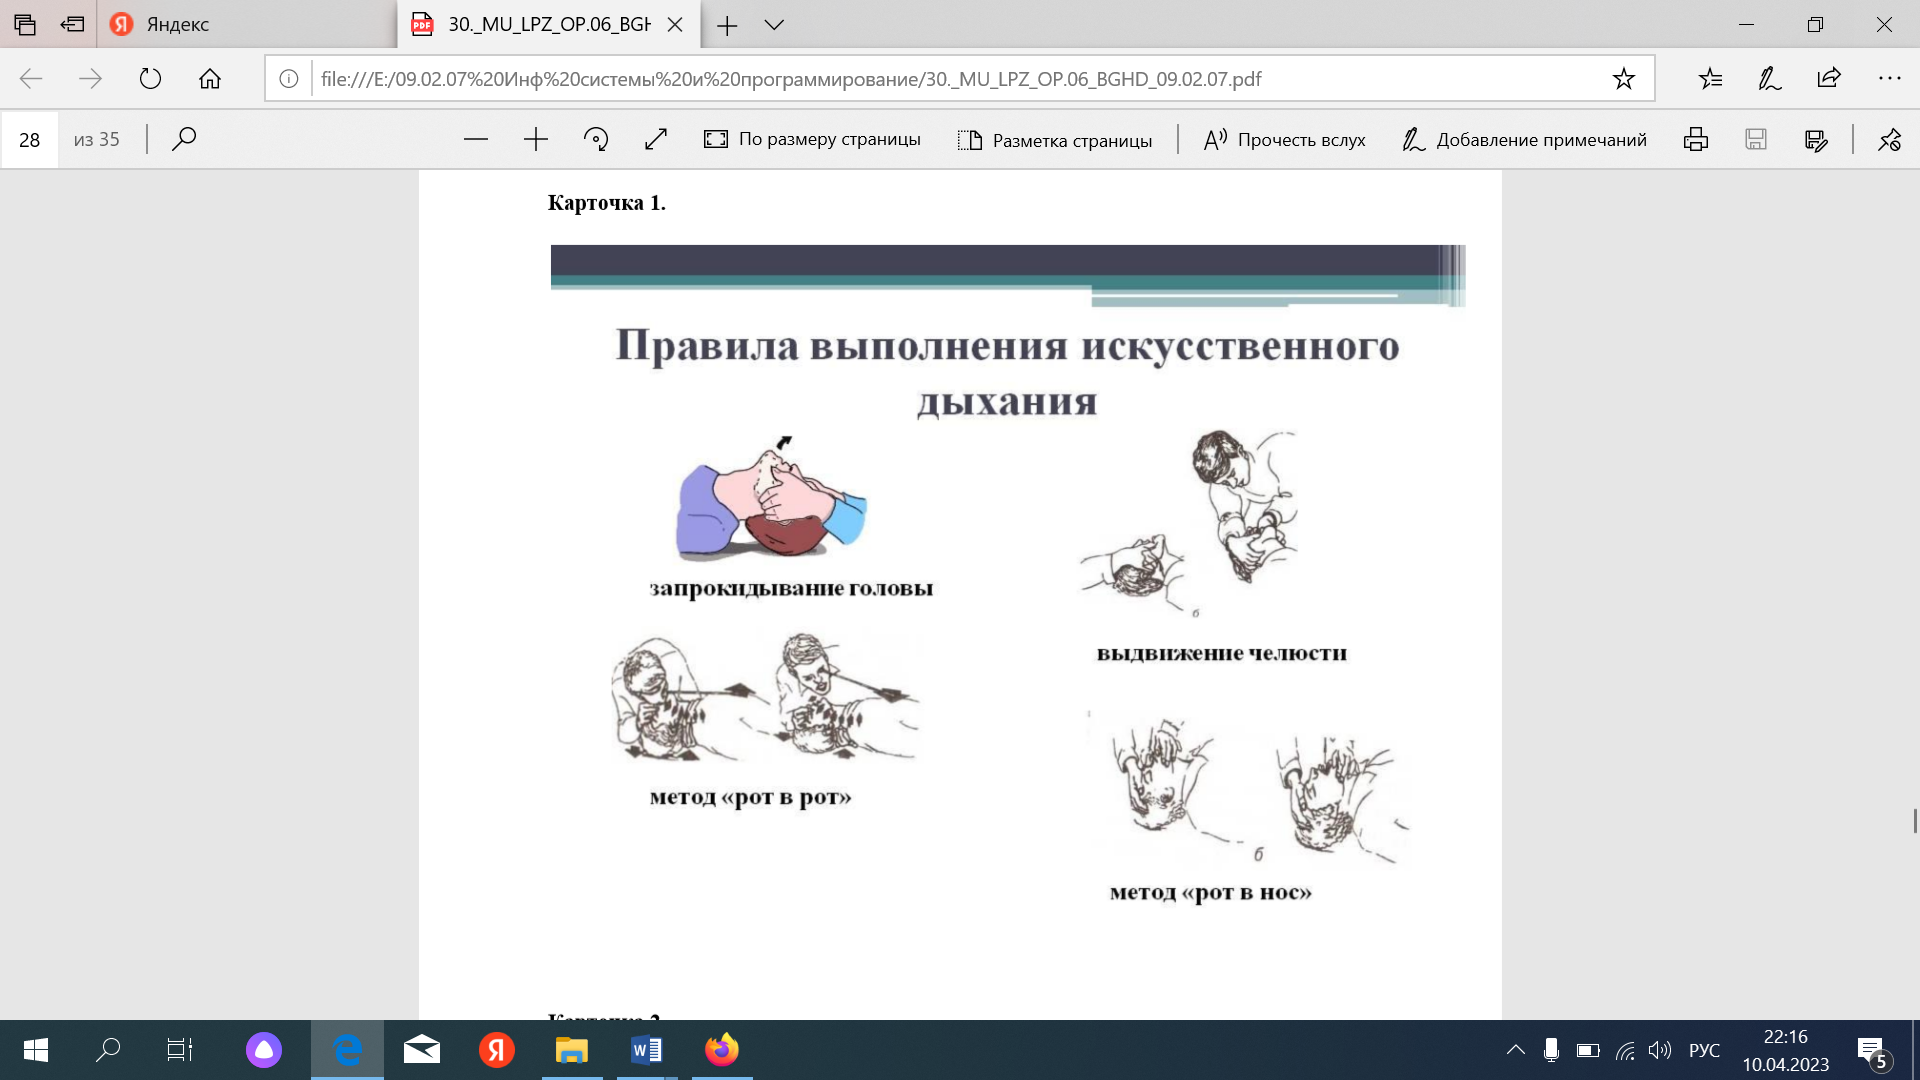 Яндекс
30._MU_LPZ_OP.06_BGH
file:///E:/09.02.07%20Инф%20системы%20и%20программирование/30._MU_LPZ_OP.06_BGHD_09.02.07.pdf
28 из 35
По размеру страницы
Разметка страницы
Прочесть вслух
Добавление примечаний
Карточка 1.
Правила выполнения искусственного
дыхания
запрокидывание головы
б
выдвижение челюсти
метод «рот в рот»
б
метод «рот в нос»
Карточка 2
РУС
22:16
10.04.2023
5